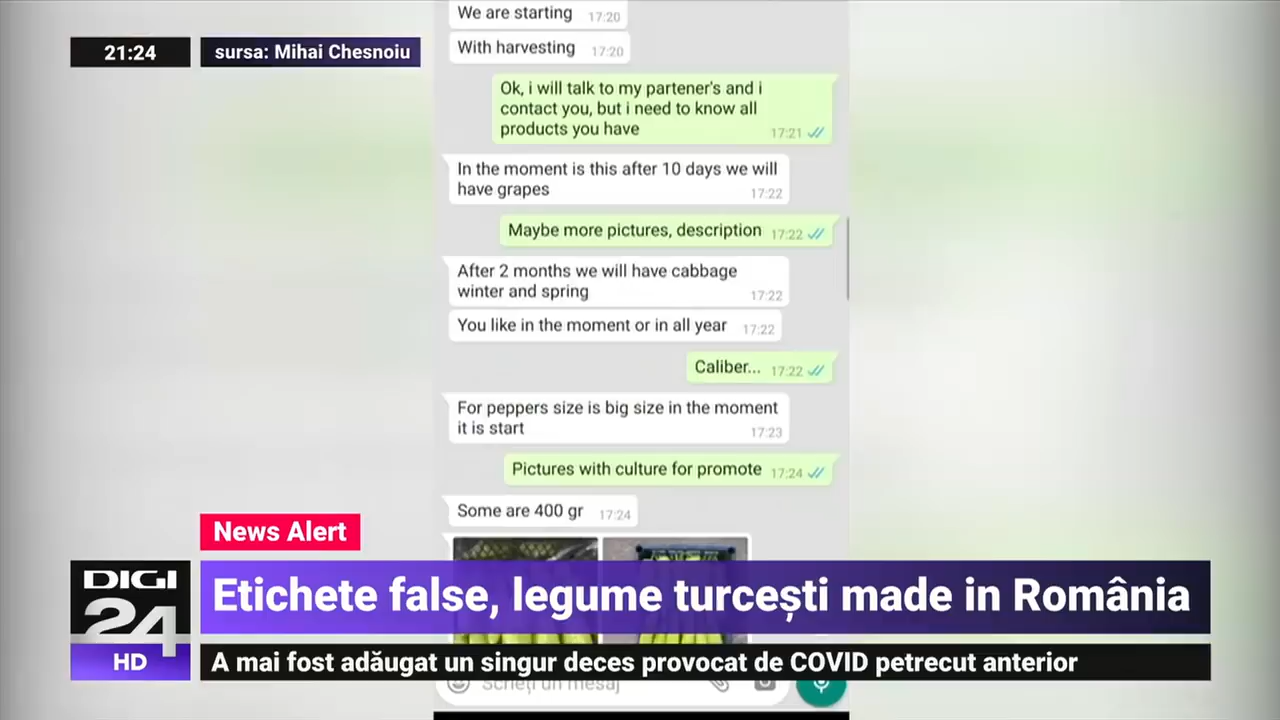 We are starting 17:20
21:24
sursa: Mihai Chesnoiu
With harvesting 17:20
Ok, i will talk to my partener's and i
contact you, but i need to know all
products you have 17:21
In the moment is this after 10 days we will
have grapes 17:22
Maybe more pictures, description 17:22
After 2 months we will have cabbage
winter and spring 17:22
You like in the moment or in all year 17:22
Caliber... 17:22
For peppers size is big size in the moment
it is start 17:23
Pictures with culture for promote 17:24
Some are 400 gr 17:24
News Alert
DIGI
24
HD
Etichete false, legume turcești made in România
A mai fost adăugat un singur deces provocat de COVID petrecut anterior
Scrieți un mesaj